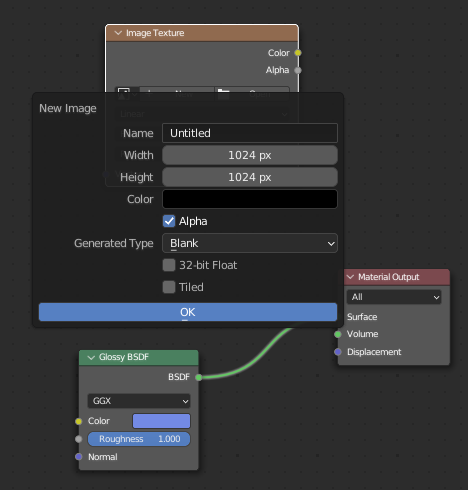 Image Texture
Color
Alpha
New Image
Name Untitled
Width 1024 px
Height 1024 px
Color
Alpha
Generated Type Blank
32-bit Float
Tiled
OK
Material Output
All
Surface
Volume
Displacement
Glossy BSDF
BSDF
GGX
Color
Roughness 1.000
Normal